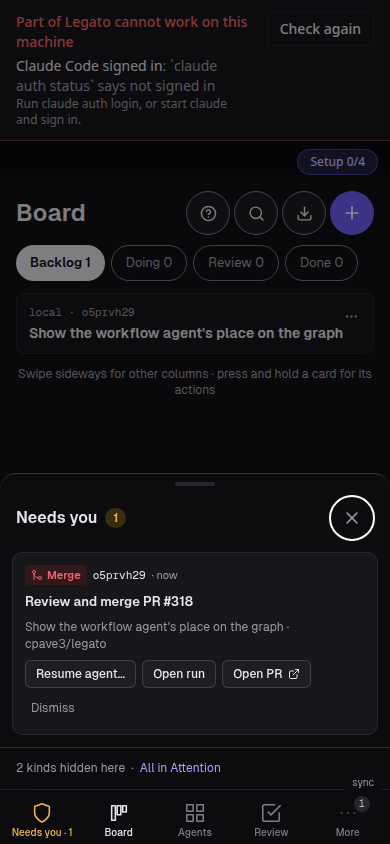 Part of Legato cannot work on this
machine
Check again
Claude Code signed in: `claude
auth status` says not signed in
Run claude auth login, or start claude
and sign in.
Setup 0/4
Board
Backlog 1
Doing 0
Review 0
Done 0
local · o5prvh29
Show the workflow agent's place on the graph
Swipe sideways for other columns · press and hold a card for its
actions
Needs you 1
Merge o5prvh29 · now
Review and merge PR #318
Show the workflow agent's place on the graph ·
cpave3/legato
Resume agent…
Open run
Open PR
Dismiss
2 kinds hidden here · All in Attention
sync
1
Needs you · 1
Board
Agents
Review
More